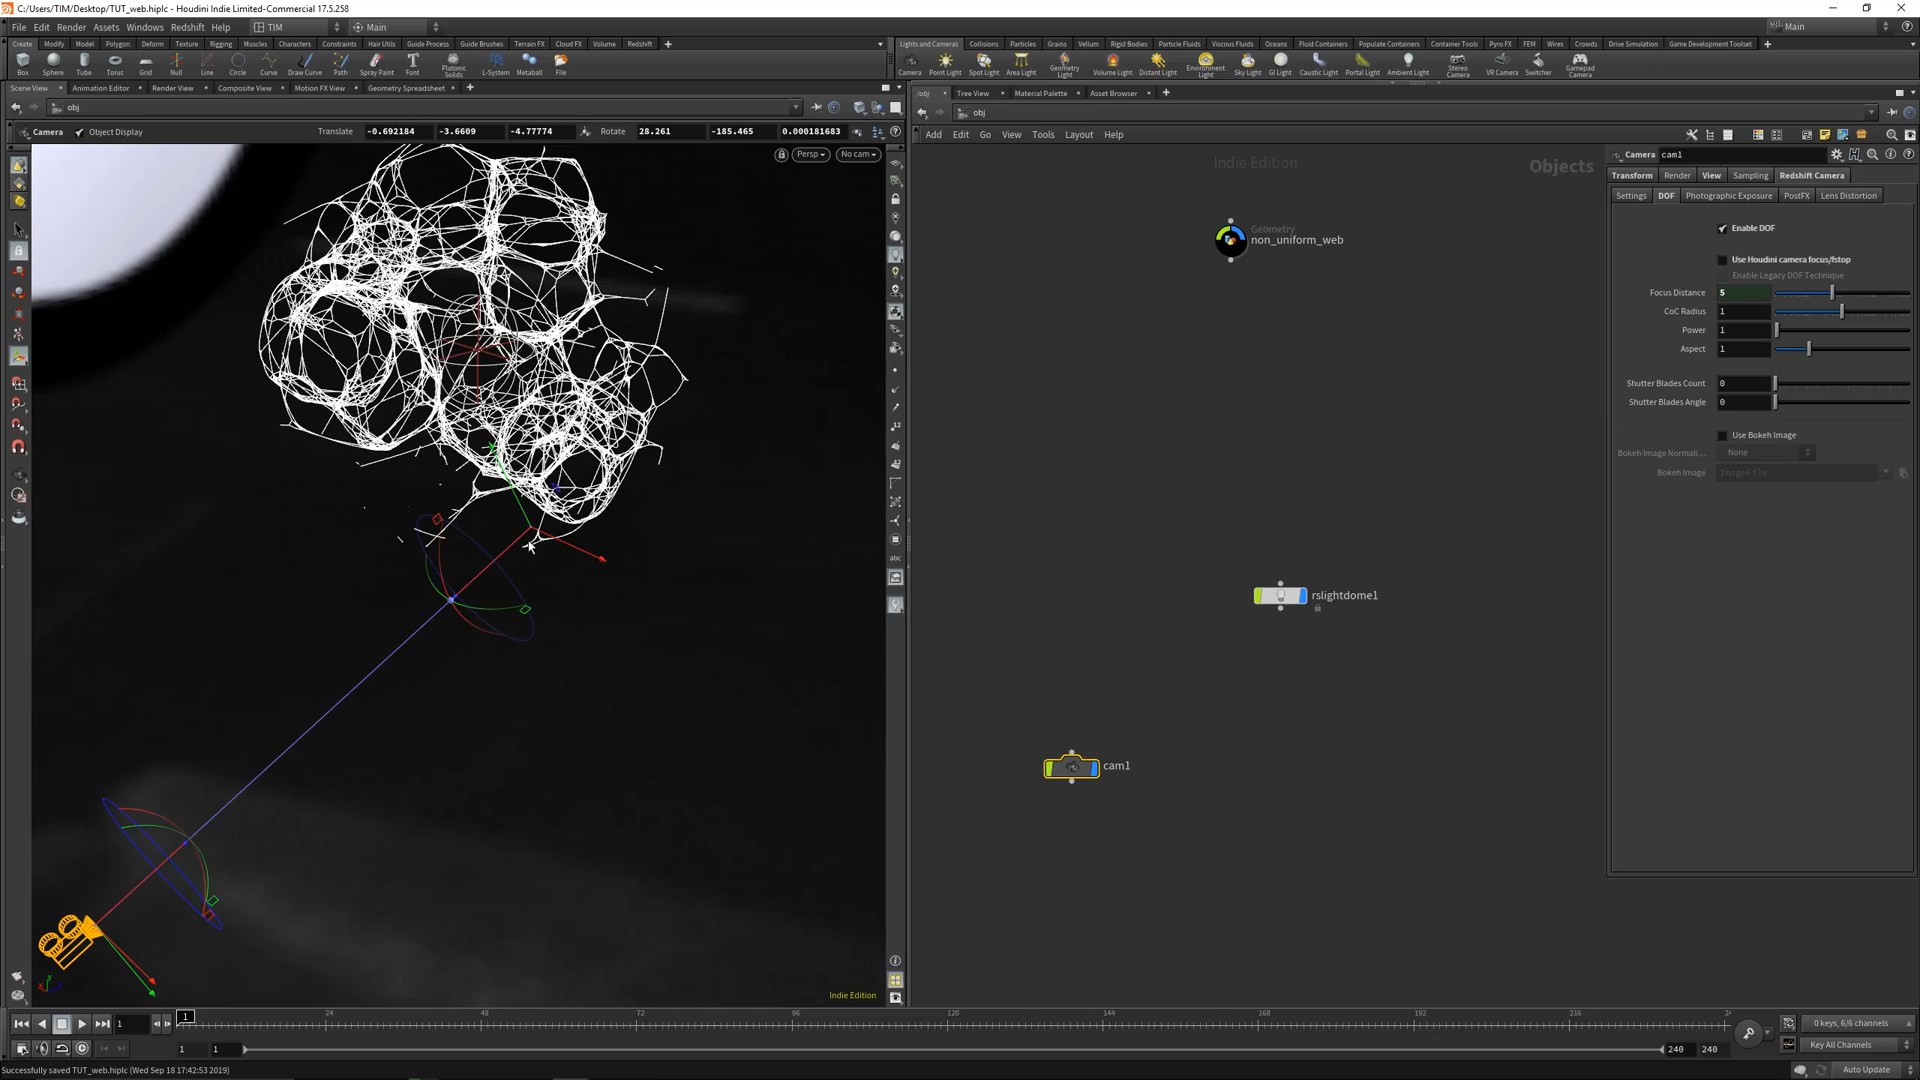 C:/Users/TIM/Desktop/TUT_web.hiplc - Houdini Indie Limited-Commercial 17.5.258
File Edit Render Assets Windows Redshift Help TIM Main Main
Create Modify Model Polygon Deform Texture Rigging Muscles Characters Constraints Hair Utils Guide Process Guide Brushes Terrain FX Cloud FX Volume Redshift
Lights and Cameras Collisions Particles Grains Vellum Rigid Bodies Particle Fluids Viscous Fluids Oceans Fluid Containers Populate Containers Container Tools Pyro FX FEM Wires Crowds Drive Simulation Game Development Toolset
Box Sphere Tube Torus Grid Null Line Circle Curve Draw Curve Path Spray Paint Font Platonic Solids L-System Metaball File
Camera Point Light Spot Light Area Light Geometry Light Volume Light Distant Light Environment Light Sky Light GI Light Caustic Light Portal Light Ambient Light Stereo Camera VR Camera Switcher Gamepad Camera
Scene View Animation Editor Render View Composite View Motion FX View Geometry Spreadsheet
/obj Tree View Material Palette Asset Browser
obj
obj
Camera Object Display Translate -0.692184 -3.6609 -4.77774 Rotate 28.261 -185.465 0.000181683
Add Edit Go View Tools Layout Help
Persp No cam
Indie Edition Objects
Camera cam1
Transform Render View Sampling Redshift Camera
Settings DOF Photographic Exposure PostFX Lens Distortion
Enable DOF
Use Houdini camera focus/fstop
Enable Legacy DOF Technique
Focus Distance 5
CoC Radius 1
Power 1
Aspect 1
Shutter Blades Count 0
Shutter Blades Angle 0
Use Bokeh Image
Bokeh Image Normali... None
Bokeh Image ImageFile
Geometry
non_uniform_web
rslightdome1
cam1
abc
Indie Edition
1 1 24 48 72 96 120 144 168 192 216
0 keys, 6/6 channels
1 1 240 240
Key All Channels
Successfully saved TUT_web.hiplc (Wed Sep 18 17:42:53 2019)
Auto Update